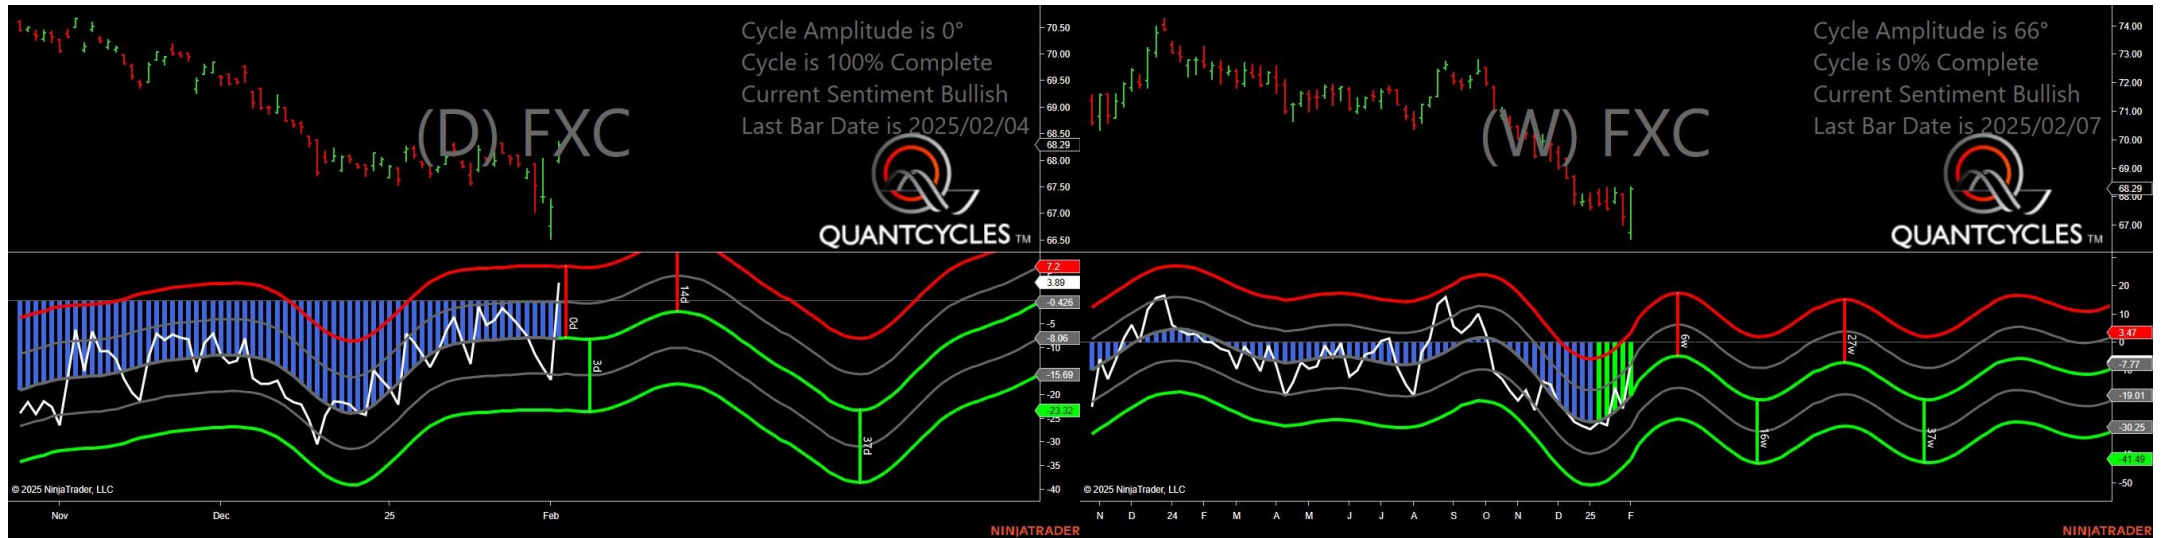 Cycle Amplitude is 0°
Cycle is 100% Complete
Current Sentiment Bullish
Last Bar Date is 2025/02/04
(D) FXC
QUANTCYCLES TM
70.50
70.00
69.50
69.00
68.50
68.29
68.00
67.50
67.00
66.50
7.2
3.89
-0.426
-5
-8.06
-10
-15.69
-20
-23.32
-25
-30
-35
-40
0d
3d
14d
37d
© 2025 NinjaTrader, LLC
Nov
Dec
25
Feb
NINJATRADER
Cycle Amplitude is 66°
Cycle is 0% Complete
Current Sentiment Bullish
Last Bar Date is 2025/02/07
(W) FXC
QUANTCYCLES TM
74.00
73.00
72.00
71.00
70.00
69.00
68.29
68.00
67.00
20
10
3.47
0
-7.77
-19.01
-30.25
-41.49
-50
6w
16w
27w
37w
© 2025 NinjaTrader, LLC
N
D
24
F
M
A
M
J
J
A
S
O
N
D
25
F
NINJATRADER